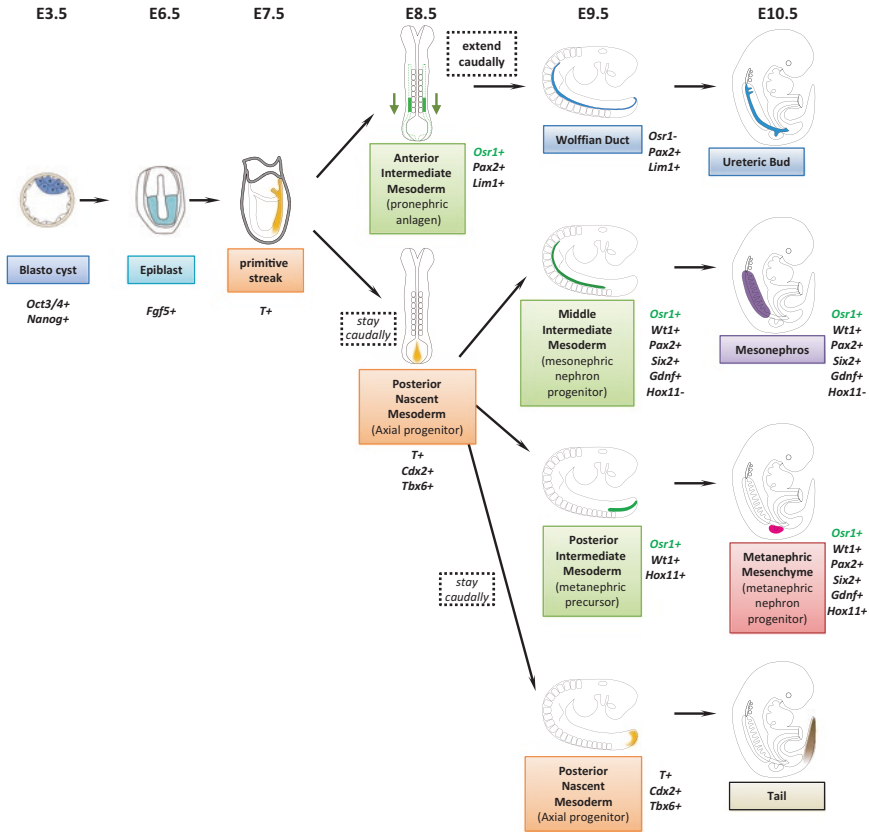 E3.5
E6.5
E7.5
E8.5
E9.5
E10.5
extend
caudally
Anterior
Intermediate
Mesoderm
(pronephric
anlagen)
Osr1+
Pax2+
Lim1+
Wolffian Duct
Osr1-
Pax2+
Lim1+
Ureteric Bud
Blasto cyst
Oct3/4+
Nanog+
Epiblast
Fgf5+
primitive
streak
T+
stay
caudally
Posterior
Nascent
Mesoderm
(Axial progenitor)
T+
Cdx2+
Tbx6+
Middle
Intermediate
Mesoderm
(mesonephric
nephron
progenitor)
Osr1+
Wt1+
Pax2+
Six2+
Gdnf+
Hox11-
Mesonephros
Osr1+
Wt1+
Pax2+
Six2+
Gdnf+
Hox11-
Posterior
Intermediate
Mesoderm
(metanephric
precursor)
Osr1+
Wt1+
Hox11+
Metanephric
Mesenchyme
(metanephric
nephron
progenitor)
Osr1+
Wt1+
Pax2+
Six2+
Gdnf+
Hox11+
stay
caudally
Posterior
Nascent
Mesoderm
(Axial progenitor)
T+
Cdx2+
Tbx6+
Tail